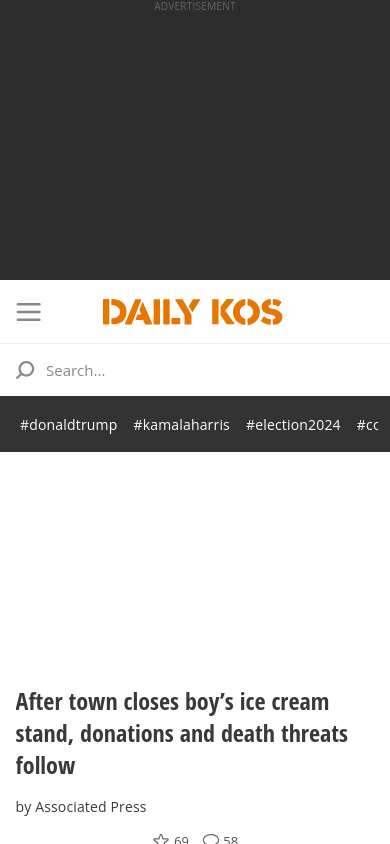 ADVERTISEMENT
DAILY KOS
Search...
#donaldtrump #kamalaharris #election2024
After town closes boy’s ice cream
stand, donations and death threats
follow
by Associated Press
69 58